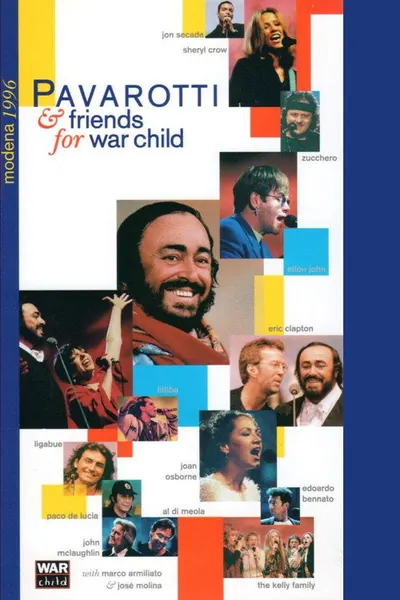 jon secada
sheryl crow
modena 1996
PAVAROTTI
& friends
for war child
zucchero
elton john
eric clapton
litfiba
ligabue
joan
osborne
edoardo
bennato
paco de lucia
al di meola
john
mclaughlin
WAR
child
with marco armiliato
& josé molina
the kelly family